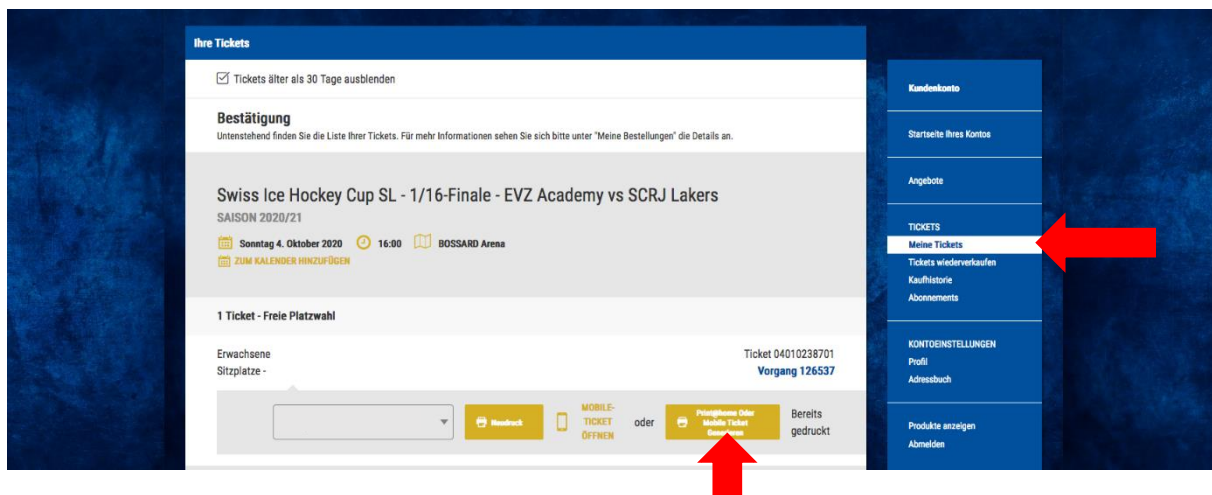 Ihre Tickets
Tickets älter als 30 Tage ausblenden
Bestätigung
Untenstehend finden Sie die Liste Ihrer Tickets. Für mehr Informationen sehen Sie sich bitte unter "Meine Bestellungen" die Details an.
Swiss Ice Hockey Cup SL - 1/16-Finale - EVZ Academy vs SCRJ Lakers
SAISON 2020/21
Sonntag 4. Oktober 2020 16:00 BOSSARD Arena
ZUM KALENDER HINZUFÜGEN
1 Ticket - Freie Platzwahl
Erwachsene
Sitzplatze -
Ticket 04010238701
Vorgang 126537
Neudruck
MOBILE-
TICKET
ÖFFNEN
oder
Print@home Oder
Mobile Ticket
Bereits
gedruckt
Kundenkonto
Startseite Ihres Kontos
Angebote
TICKETS
Meine Tickets
Tickets wiederverkaufen
Kaufhistorie
Abonnements
KONTOEINSTELLUNGEN
Profil
Adressbuch
Produkte anzeigen
Abmelden